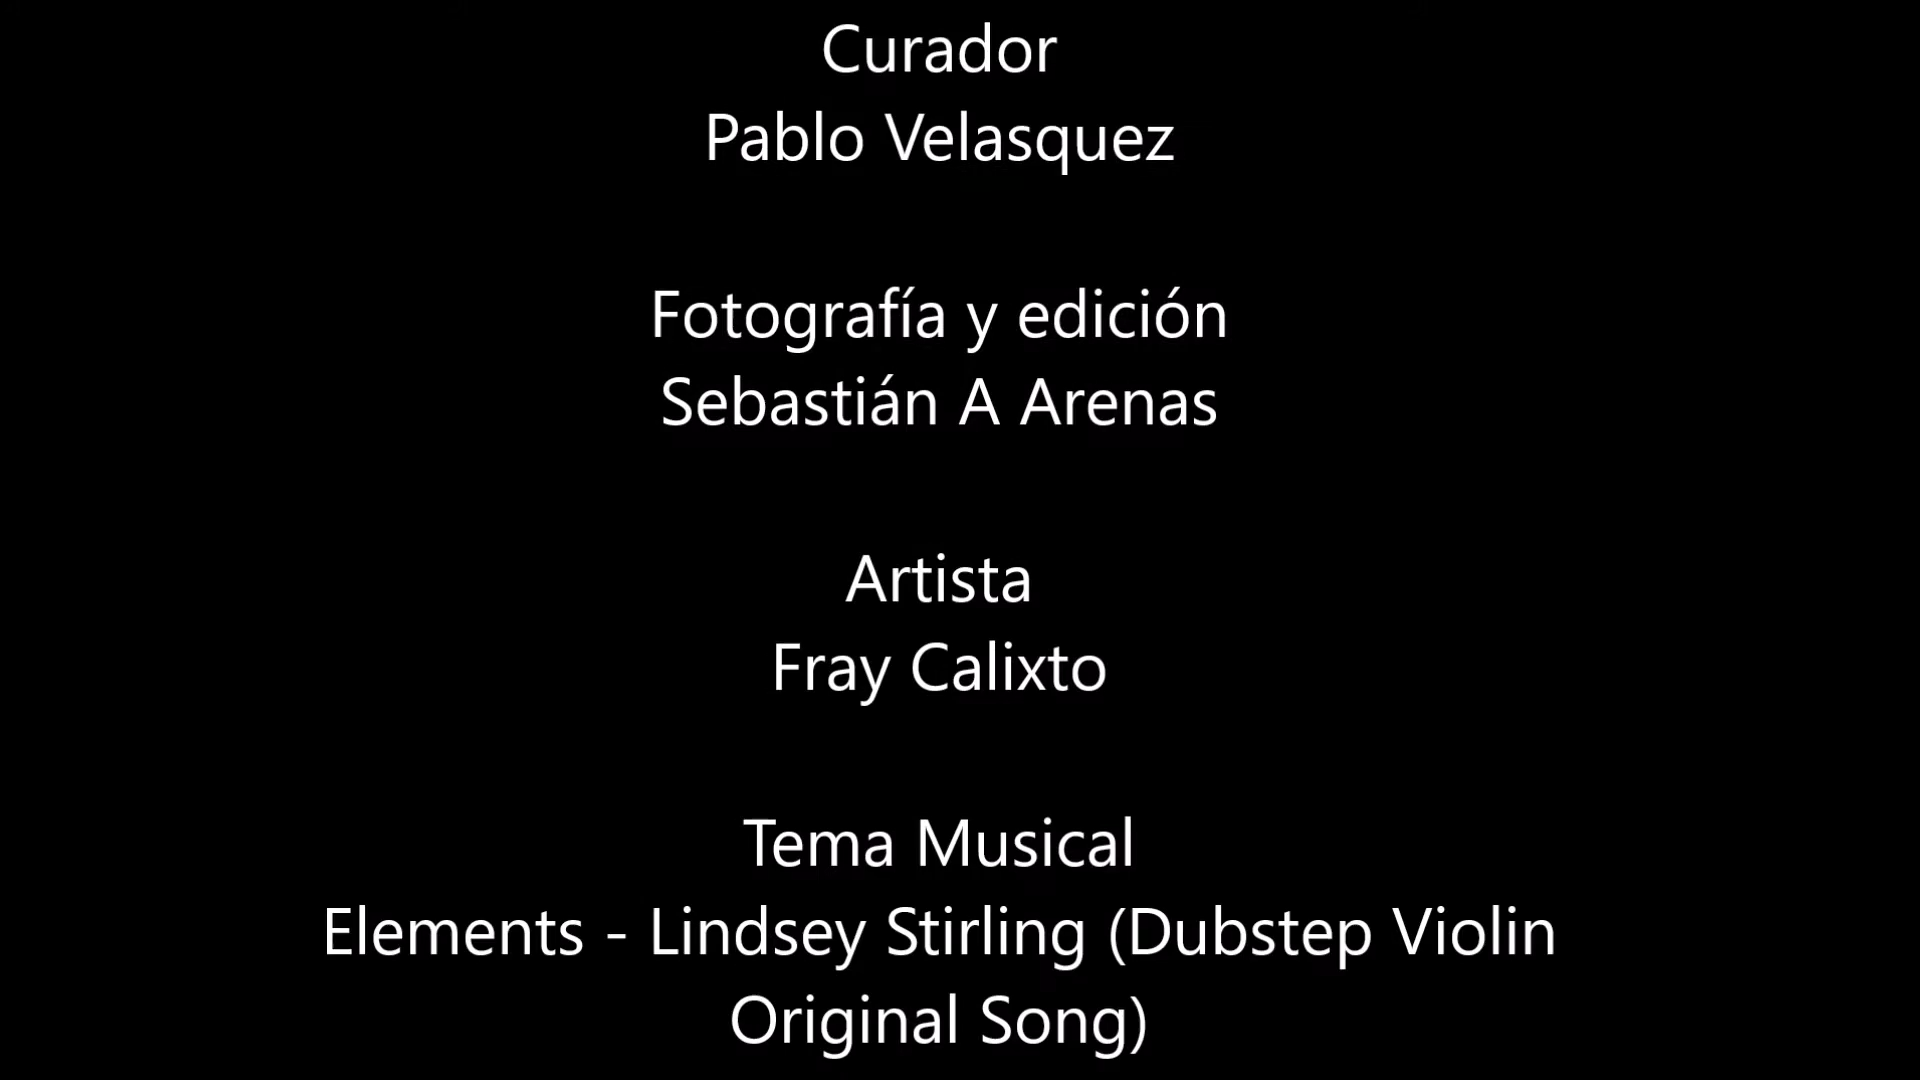 Curador
Pablo Velasquez
Fotografía y edición
Sebastián A Arenas
Artista
Fray Calixto
Tema Musical
Elements - Lindsey Stirling (Dubstep Violin
Original Song)